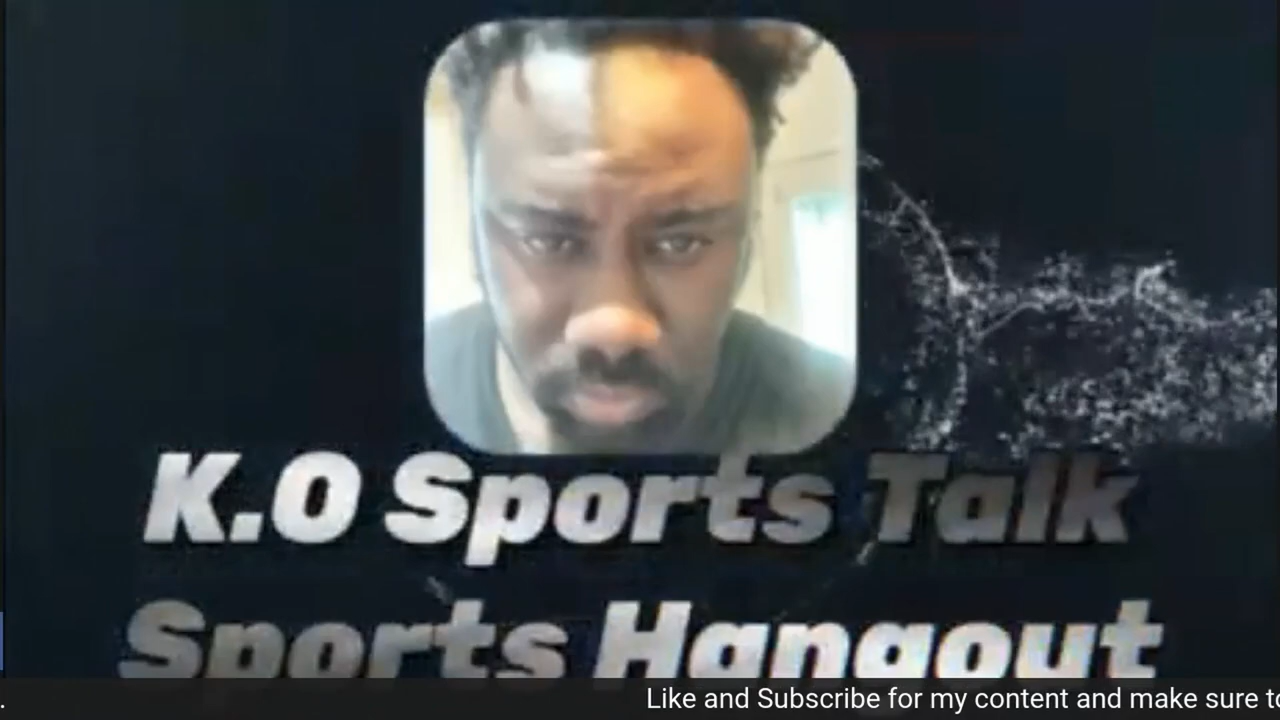 K.O Sports Talk
Sports Hangout
. Like and Subscribe for my content and make sure to